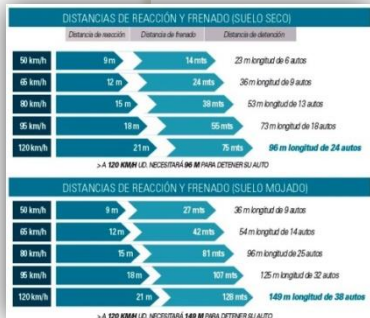 DISTANCIAS DE REACCIÓN Y FRENADO (SUELO SECO)
Distancia de reacción Distancia de frenado Distancia de detención
50 km/h 9 m 14 mts 23 m longitud de 6 autos
65 km/h 12 m 24 mts 36 m longitud de 9 autos
80 km/h 15 m 38 mts 53 m longitud de 13 autos
95 km/h 18 m 55 mts 73 m longitud de 18 autos
120 km/h 21 m 75 mts 96 m longitud de 24 autos
> A 120 KM/H UD. NECESITARÁ 96 M PARA DETENER SU AUTO
DISTANCIAS DE REACCIÓN Y FRENADO (SUELO MOJADO)
50 km/h 9 m 27 mts 36 m longitud de 9 autos
65 km/h 12 m 42 mts 54 m longitud de 14 autos
80 km/h 15 m 81 mts 96 m longitud de 25 autos
95 km/h 18 m 107 mts 125 m longitud de 32 autos
120 km/h 21 m 128 mts 149 m longitud de 38 autos
> A 120 KM/H UD. NECESITARÁ 149 M PARA DETENER SU AUTO